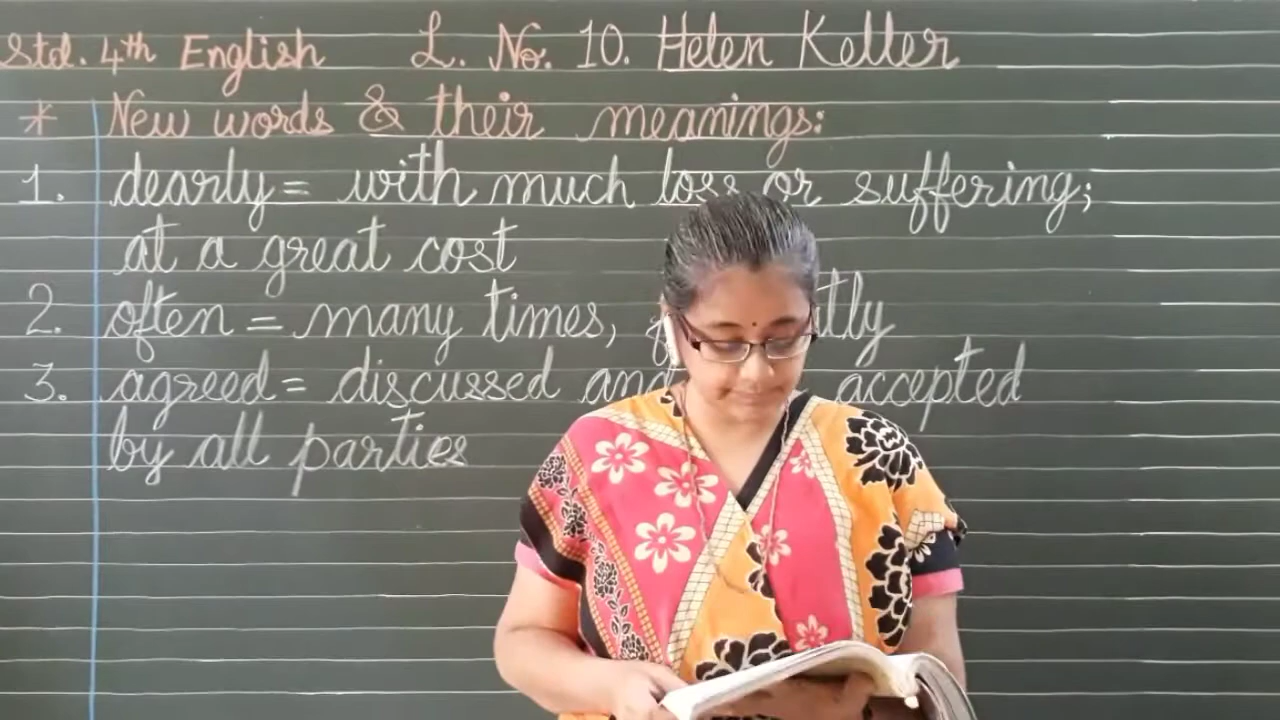 Std. 4th English L. No. 10. Helen Keller
* New words & their meanings:
1. dearly = with much loss or suffering;
at a great cost
2. often = many times,
3. agreed = discussed and accepted
by all parties